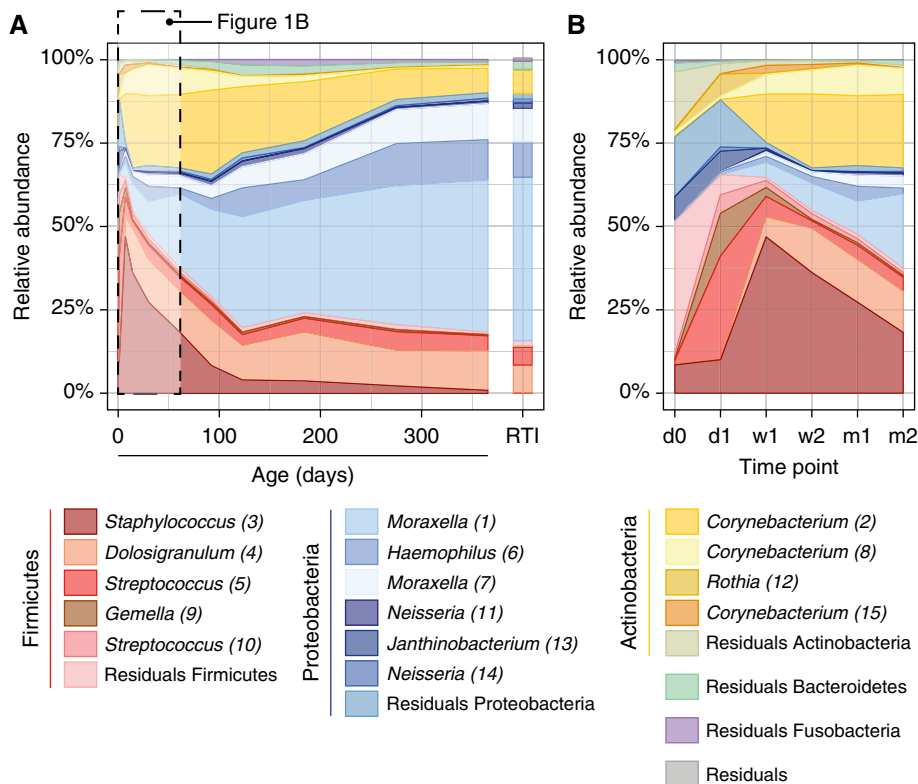 A
Figure 1B
B
100%
75%
50%
25%
0%
Relative abundance
0
100
200
300
RTI
Age (days)
100%
75%
50%
25%
0%
Relative abundance
d0
d1
w1
w2
m1
m2
Time point
Firmicutes
Staphylococcus (3)
Dolosigranulum (4)
Streptococcus (5)
Gemella (9)
Streptococcus (10)
Residuals Firmicutes
Proteobacteria
Moraxella (1)
Haemophilus (6)
Moraxella (7)
Neisseria (11)
Janthinobacterium (13)
Neisseria (14)
Residuals Proteobacteria
Actinobacteria
Corynebacterium (2)
Corynebacterium (8)
Rothia (12)
Corynebacterium (15)
Residuals Actinobacteria
Residuals Bacteroidetes
Residuals Fusobacteria
Residuals